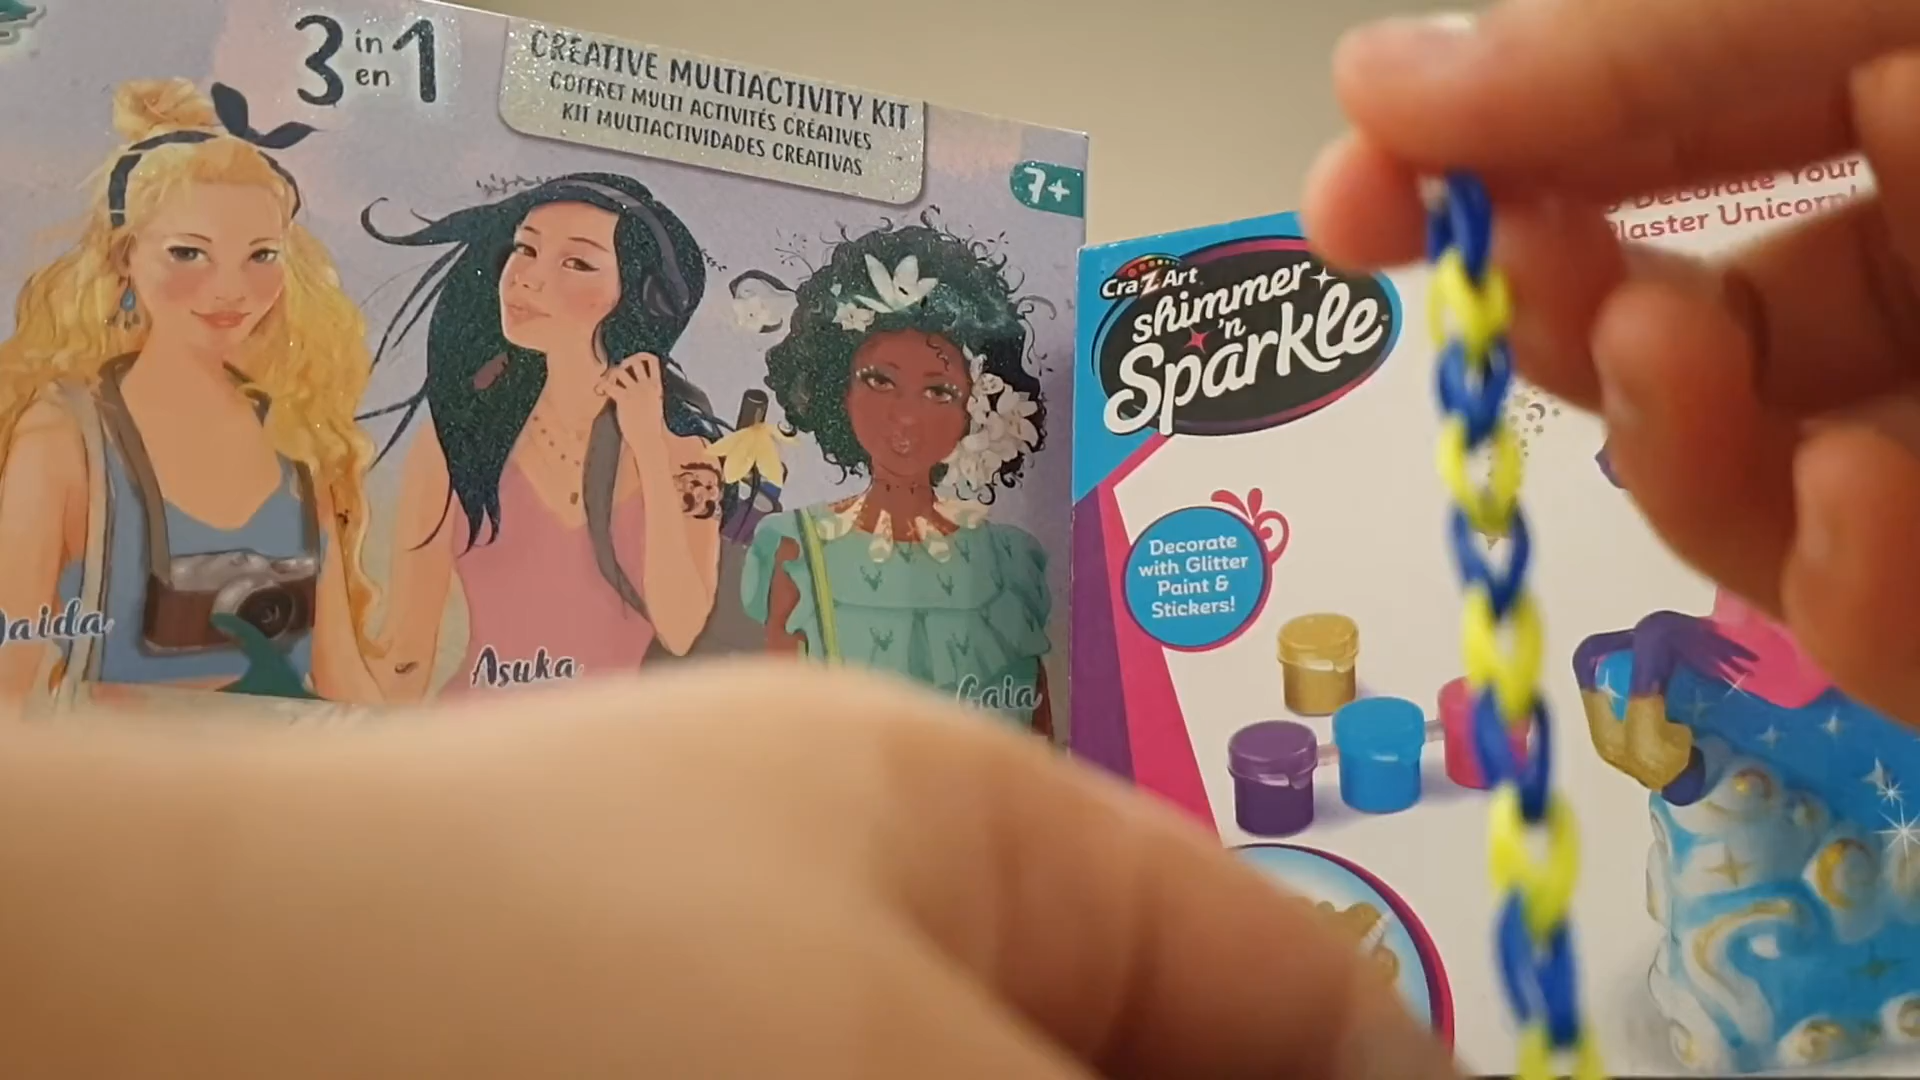 3 in en 1
CREATIVE MULTIACTIVITY KIT
COFFRET MULTI ACTIVITÉS CRÉATIVES
KIT MULTIACTIVIDADES CREATIVAS
7+
Asuka
Gaia
Cra-Z-Art
shimmer
'n
Sparkle
Decorate
with Glitter
Paint &
Stickers!
Decorate Your
Unicorn!